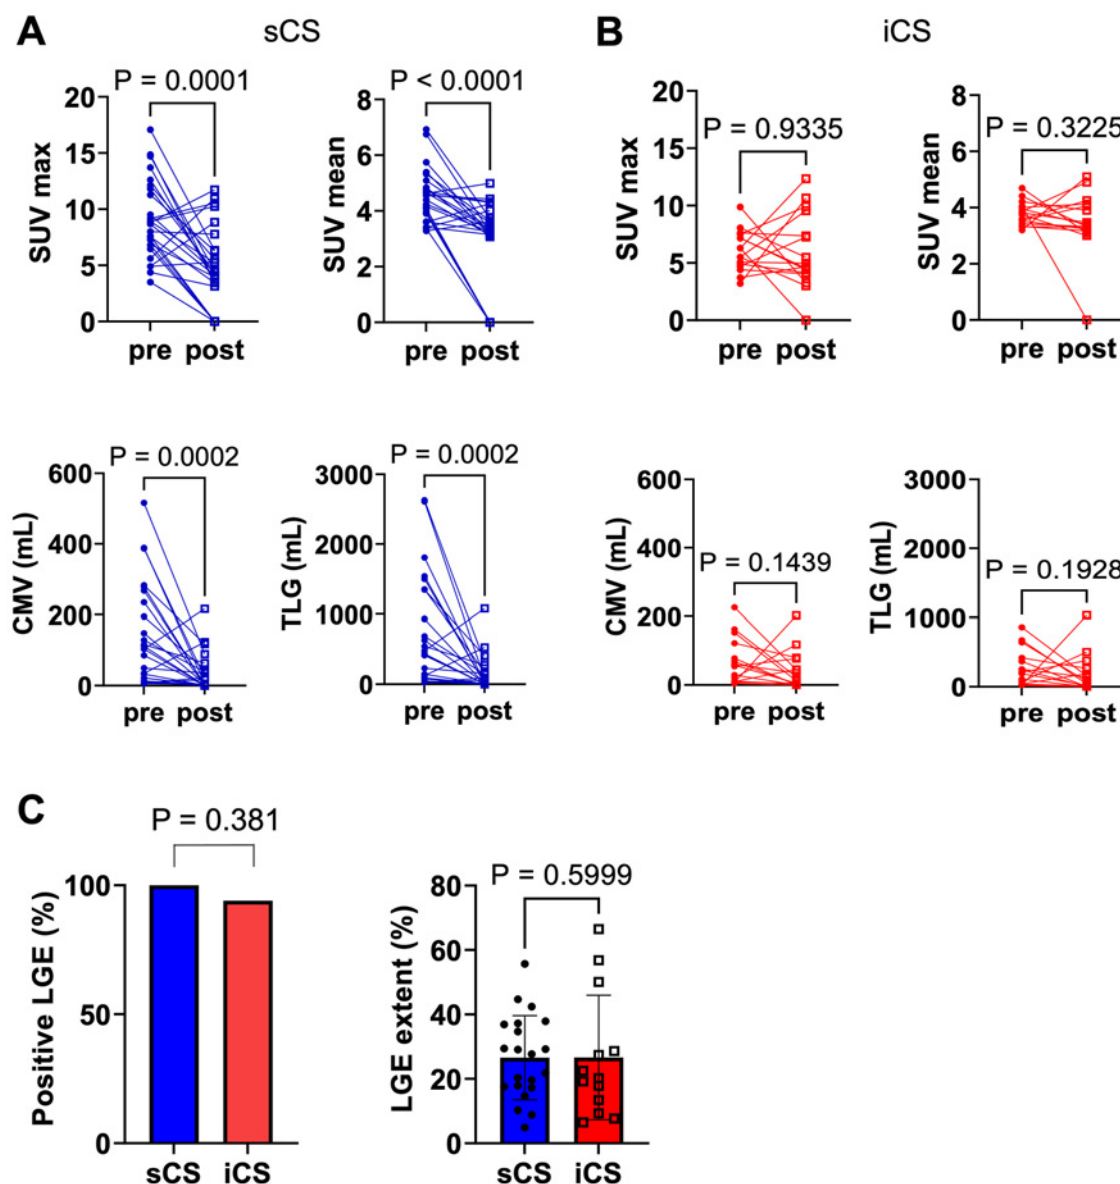 A
sCS
B
iCS
P = 0.0001
SUV max
20
15
10
5
0
pre post
P < 0.0001
SUV mean
8
6
4
2
0
pre post
P = 0.9335
SUV max
20
15
10
5
0
pre post
P = 0.3225
SUV mean
8
6
4
2
0
pre post
P = 0.0002
CMV (mL)
600
400
200
0
pre post
P = 0.0002
TLG (mL)
3000
2000
1000
0
pre post
P = 0.1439
CMV (mL)
600
400
200
0
pre post
P = 0.1928
TLG (mL)
3000
2000
1000
0
pre post
C
P = 0.381
Positive LGE (%)
100
50
0
sCS iCS
P = 0.5999
LGE extent (%)
80
60
40
20
0
sCS iCS